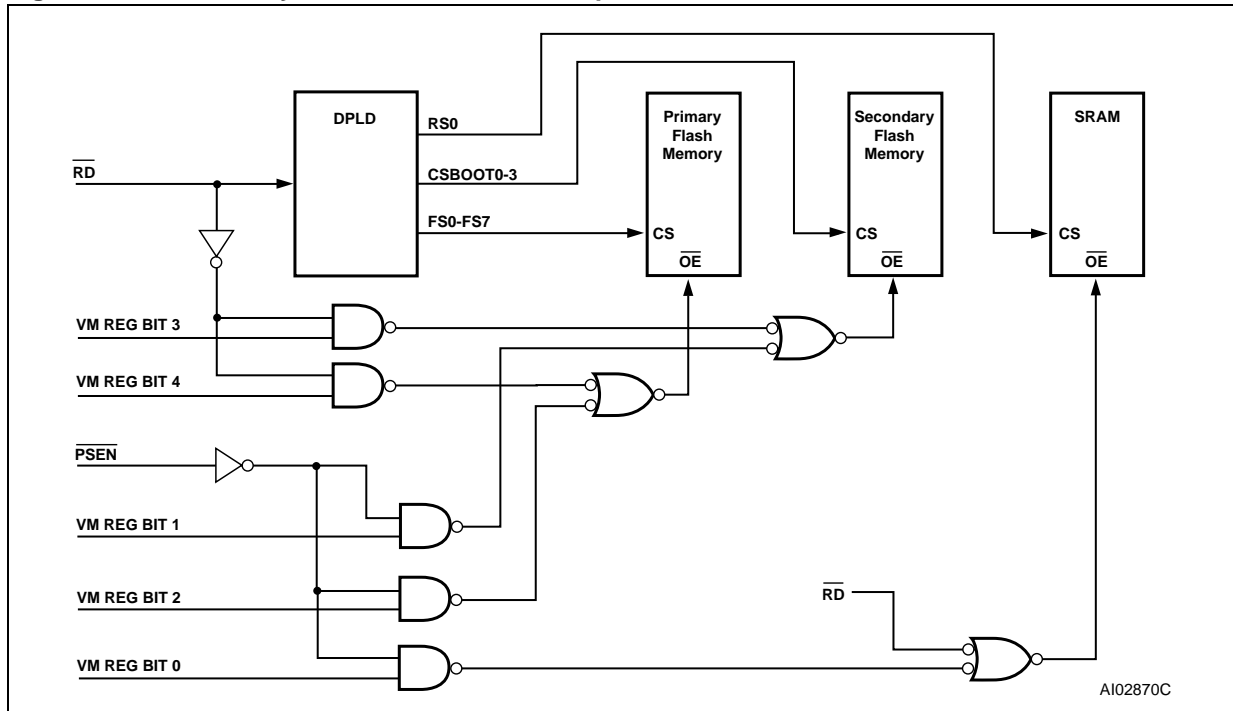 DPLD
RS0
CSBOOT0-3
FS0-FS7
Primary
Flash
Memory
CS
OE
Secondary
Flash
Memory
CS
OE
SRAM
CS
OE
RD
VM REG BIT 3
VM REG BIT 4
PSEN
VM REG BIT 1
VM REG BIT 2
RD
VM REG BIT 0
AI02870C